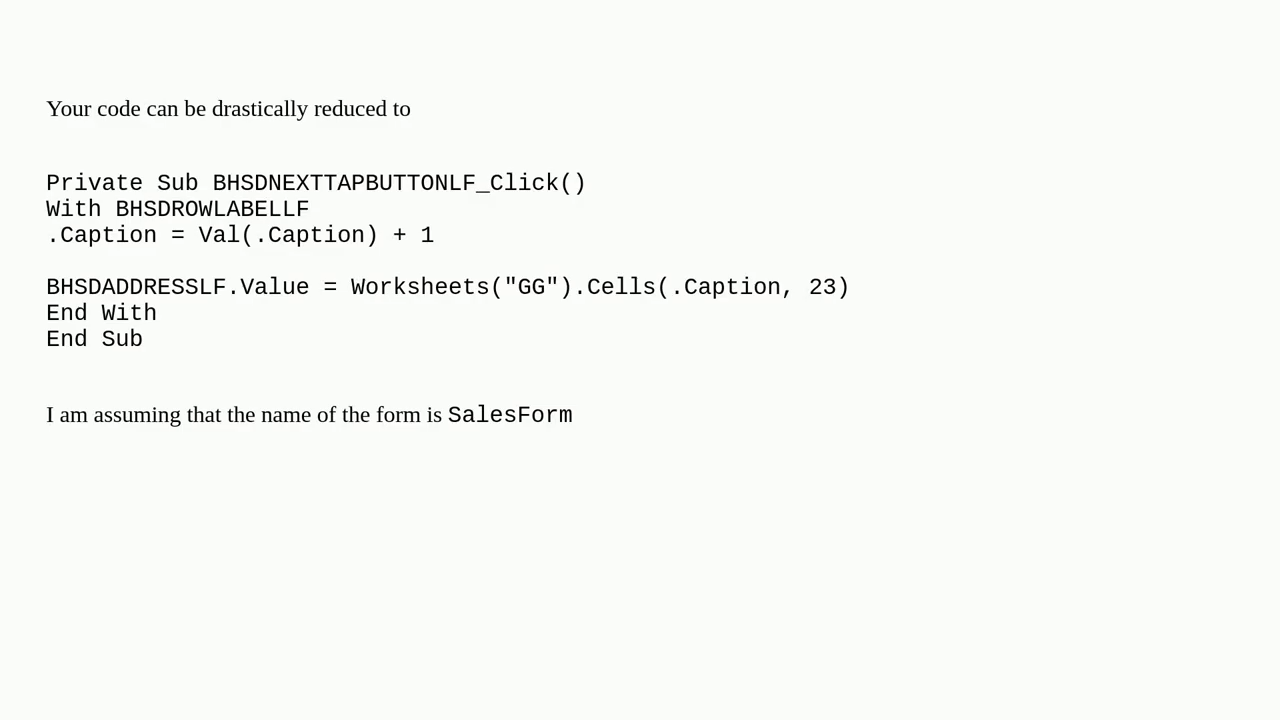 Your code can be drastically reduced to
Private Sub BHSDNEXTTAPBUTTONLF_Click()
With BHSDROWLABELLF
.Caption = Val(.Caption) + 1
BHSDADDRESSLF.Value = Worksheets("GG").Cells(.Caption, 23)
End With
End Sub
I am assuming that the name of the form is SalesForm